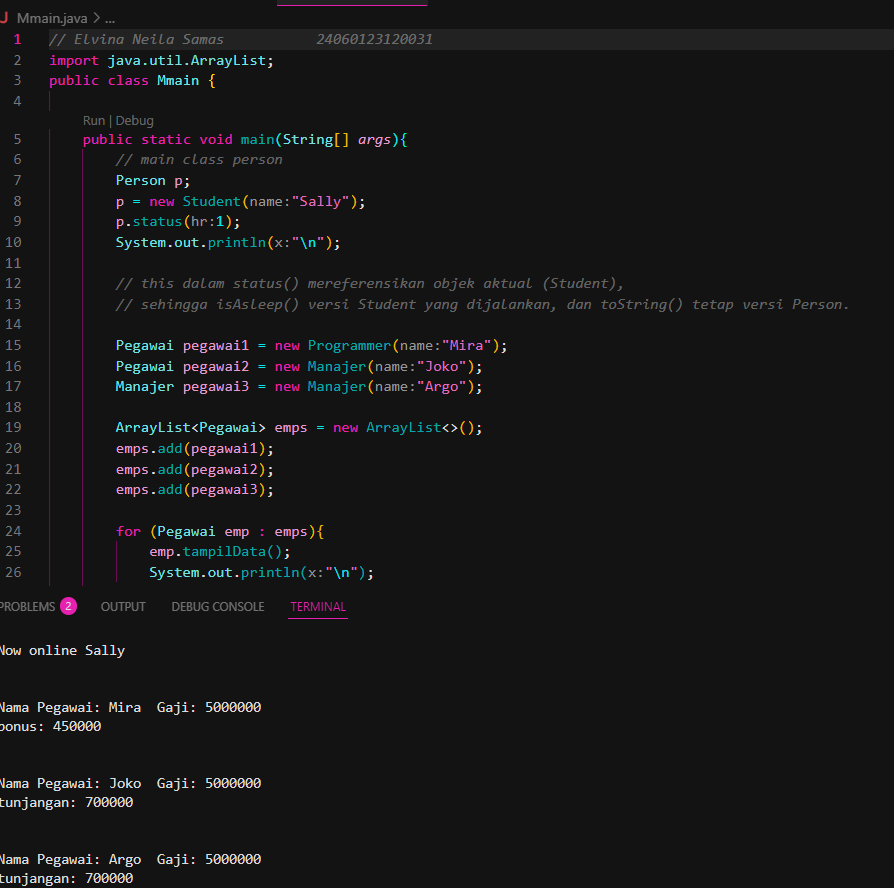 Mmain.java > ...
1 // Elvina Neila Samas 24060123120031
2 import java.util.ArrayList;
3 public class Mmain {
4
Run | Debug
5 public static void main(String[] args){
6 // main class person
7 Person p;
8 p = new Student(name:"Sally");
9 p.status(hr:1);
10 System.out.println(x:"\n");
11
12 // this dalam status() mereferensikan objek aktual (Student),
13 // sehingga isAsleep() versi Student yang dijalankan, dan toString() tetap versi Person.
14
15 Pegawai pegawai1 = new Programmer(name:"Mira");
16 Pegawai pegawai2 = new Manajer(name:"Joko");
17 Manajer pegawai3 = new Manajer(name:"Argo");
18
19 ArrayList<Pegawai> emps = new ArrayList<>();
20 emps.add(pegawai1);
21 emps.add(pegawai2);
22 emps.add(pegawai3);
23
24 for (Pegawai emp : emps){
25 emp.tampilData();
26 System.out.println(x:"\n");
PROBLEMS 2 OUTPUT DEBUG CONSOLE TERMINAL
Now online Sally
Nama Pegawai: Mira Gaji: 5000000
bonus: 450000
Nama Pegawai: Joko Gaji: 5000000
tunjangan: 700000
Nama Pegawai: Argo Gaji: 5000000
tunjangan: 700000